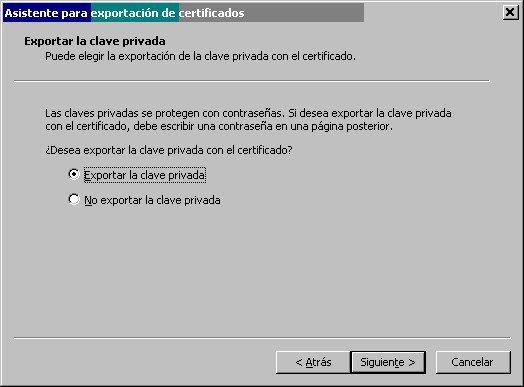 Asistente para exportación de certificados
Exportar la clave privada
Puede elegir la exportación de la clave privada con el certificado.
Las claves privadas se protegen con contraseñas. Si desea exportar la clave privada
con el certificado, debe escribir una contraseña en una página posterior.
¿Desea exportar la clave privada con el certificado?
Exportar la clave privada
No exportar la clave privada
< Atrás
Siguiente >
Cancelar